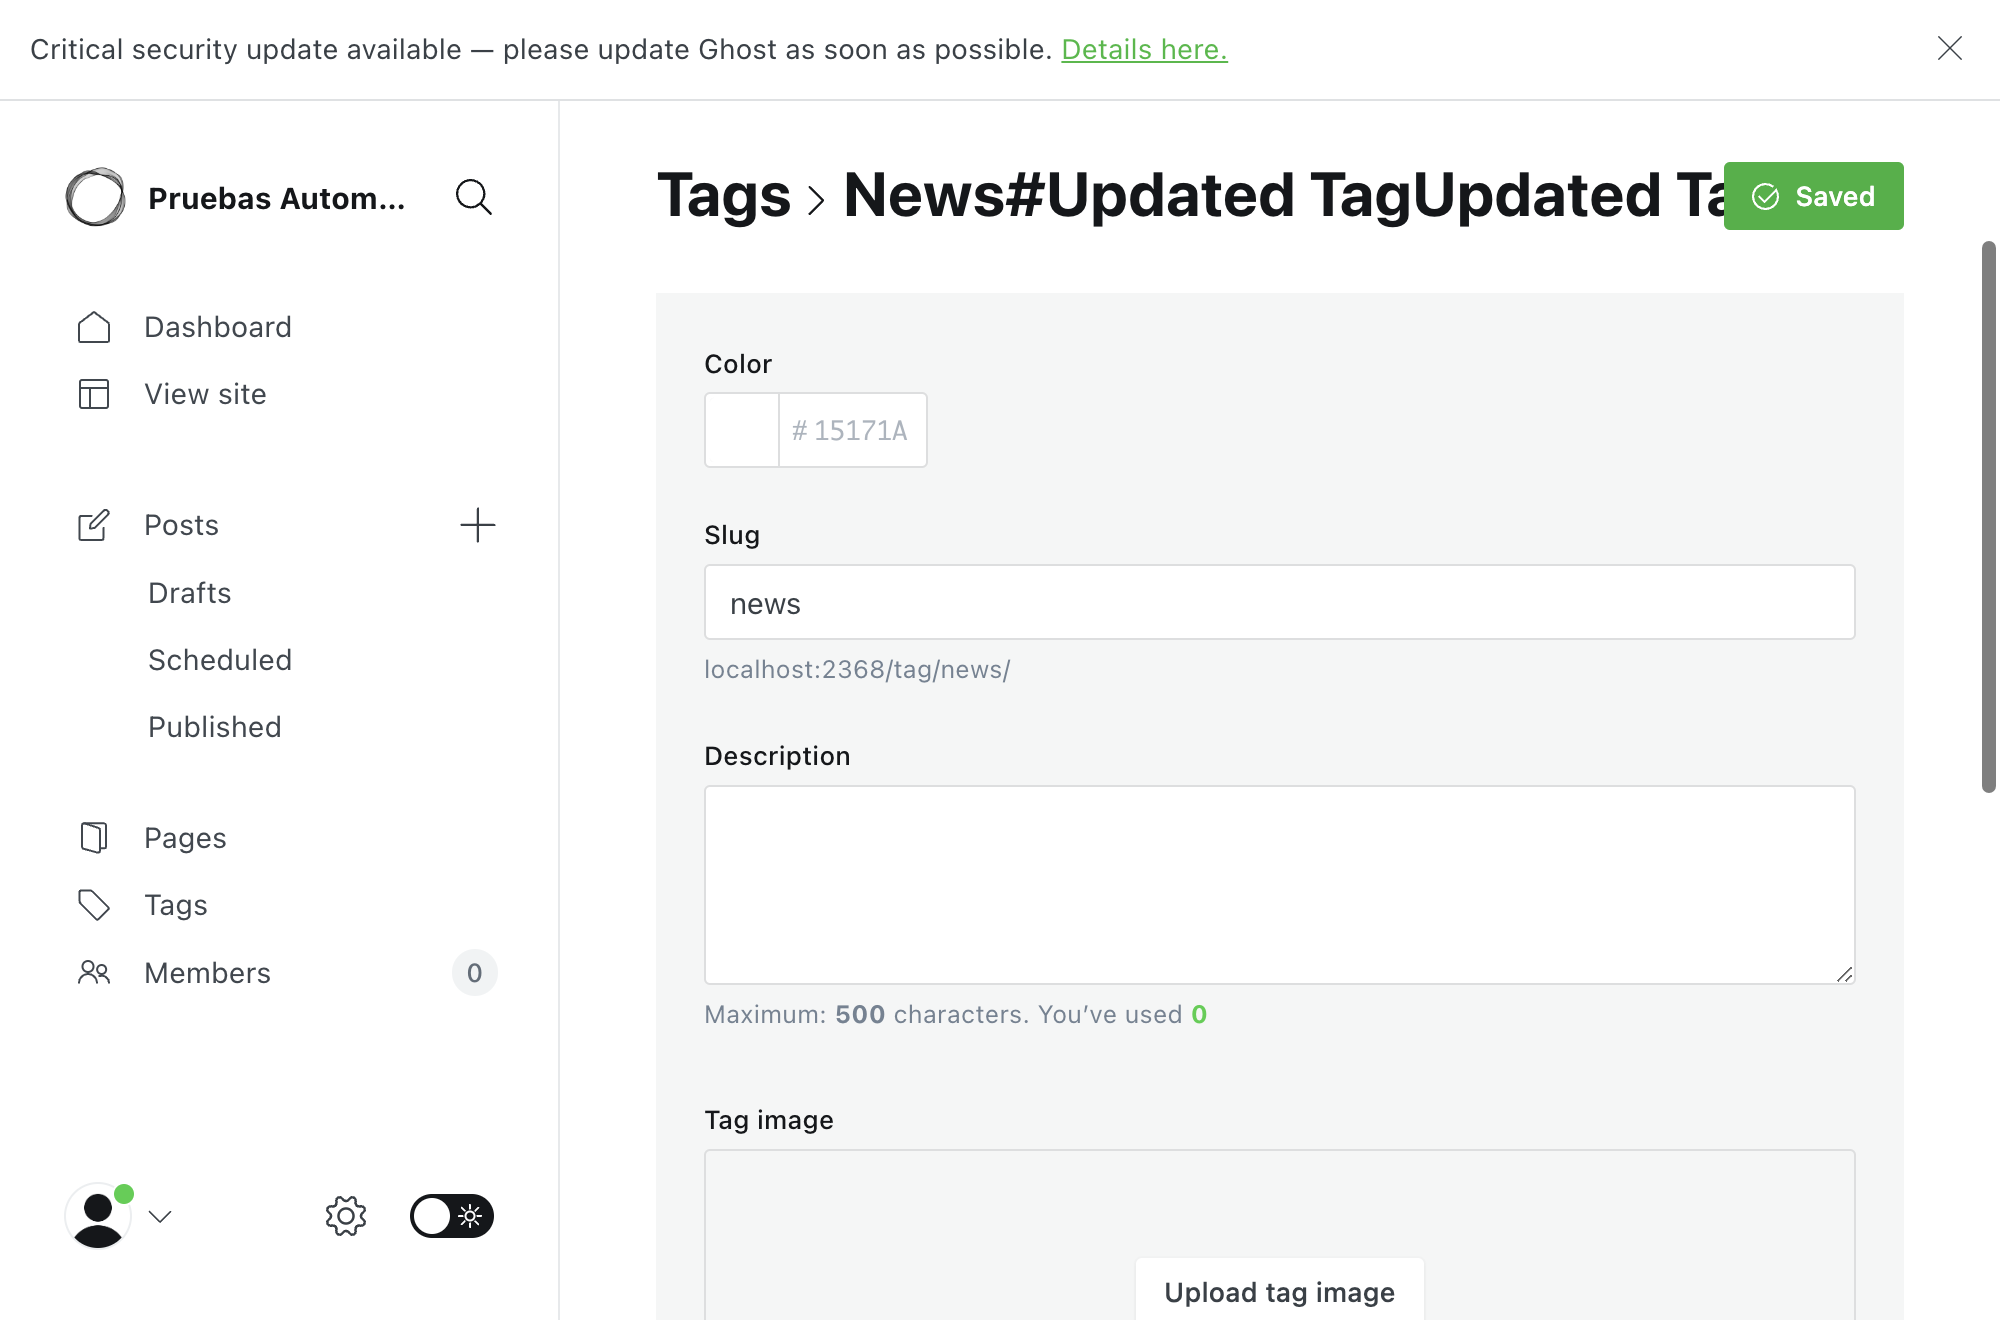 Critical security update available — please update Ghost as soon as possible. Details here.
Pruebas Autom...
Dashboard
View site
Posts
Drafts
Scheduled
Published
Pages
Tags
Members
0
Tags > News#Updated TagUpdated Ta
Saved
Color
# 15171A
Slug
news
localhost:2368/tag/news/
Description
Maximum: 500 characters. You’ve used 0
Tag image
Upload tag image